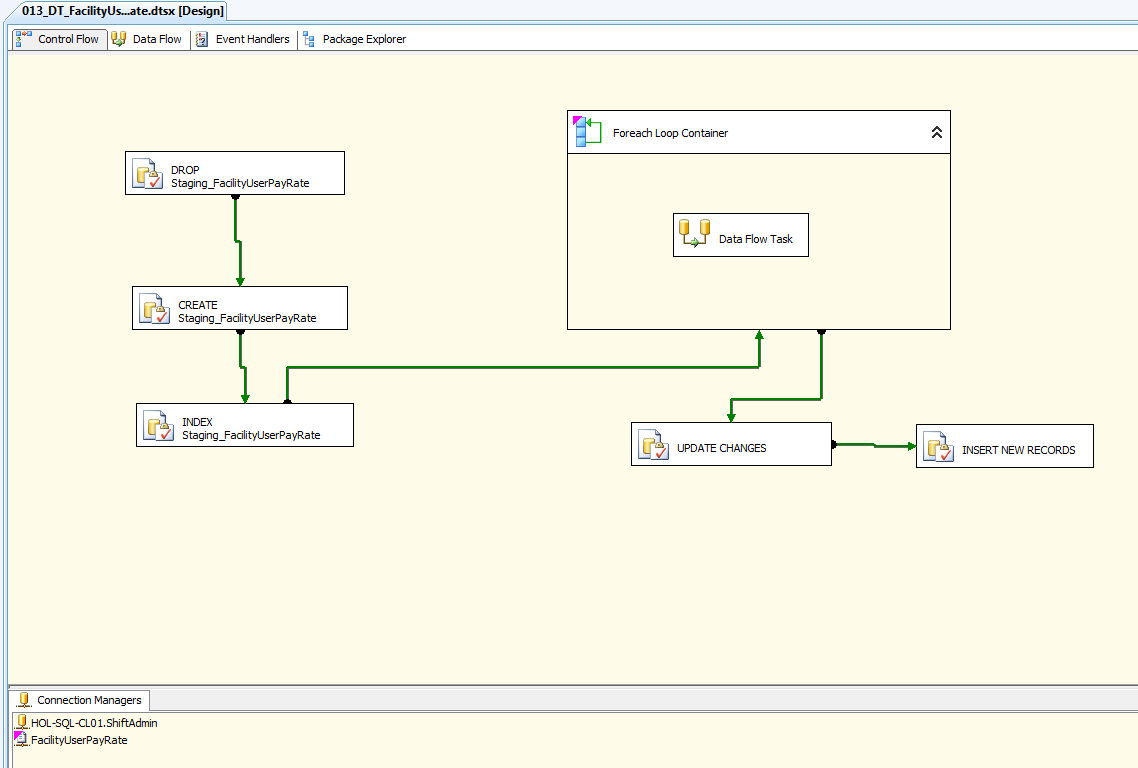 013_DT_FacilityUs...ate.dtsx [Design]
Control Flow
Data Flow
Event Handlers
Package Explorer
Foreach Loop Container
DROP
Staging_FacilityUserPayRate
Data Flow Task
CREATE
Staging_FacilityUserPayRate
INDEX
Staging_FacilityUserPayRate
UPDATE CHANGES
INSERT NEW RECORDS
Connection Managers
HOL-SQL-CL01.ShiftAdmin
FacilityUserPayRate